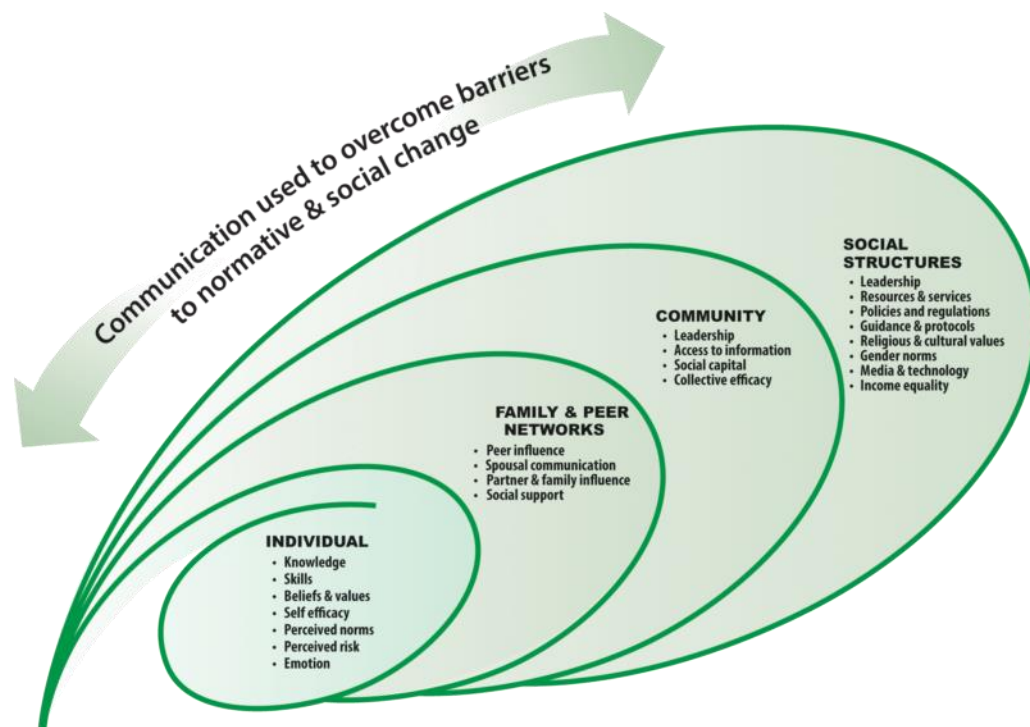 Communication used to overcome barriers
to normative & social change
SOCIAL
STRUCTURES
• Leadership
• Resources & services
• Policies and regulations
• Guidance & protocols
• Religious & cultural values
• Gender norms
• Media & technology
• Income equality
COMMUNITY
• Leadership
• Access to information
• Social capital
• Collective efficacy
FAMILY & PEER
NETWORKS
• Peer influence
• Spousal communication
• Partner & family influence
• Social support
INDIVIDUAL
• Knowledge
• Skills
• Beliefs & values
• Self efficacy
• Perceived norms
• Perceived risk
• Emotion